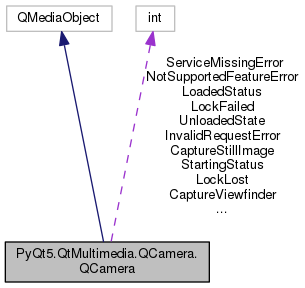 QMediaObject
int
ServiceMissingError
NotSupportedFeatureError
LoadedStatus
LockFailed
UnloadedState
InvalidRequestError
CaptureStillImage
StartingStatus
LockLost
CaptureViewfinder
...
PyQt5.QtMultimedia.QCamera.
QCamera